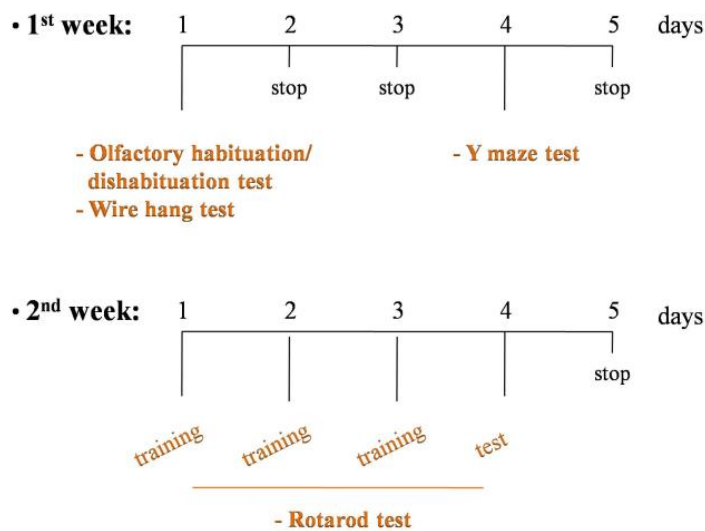 • 1st week: 1 2 3 4 5 days
stop stop stop
- Olfactory habituation/
dishabituation test
- Wire hang test
- Y maze test
• 2nd week: 1 2 3 4 5 days
stop
training training training test
- Rotarod test